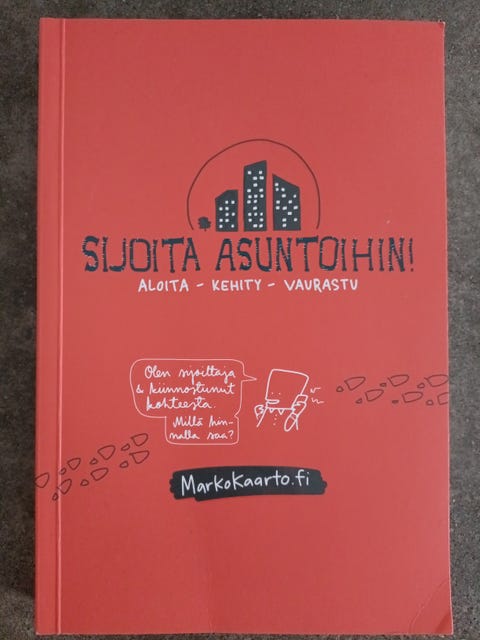 SIJOITA ASUNTOIHIN!
ALOITA - KEHITY - VAURASTU
Olen sijoittaja
& kiinnostunut
kohteesta.
Millä hin-
nalla saa?
MarkoKaarto.fi